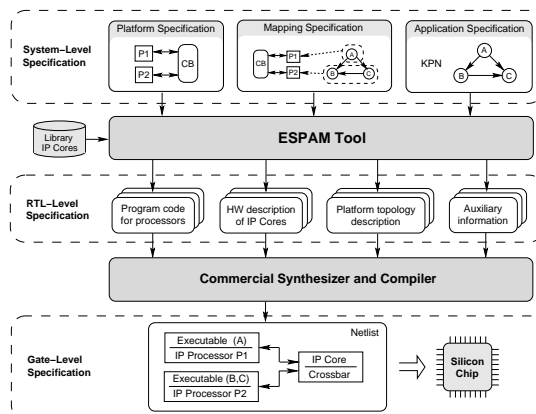 Platform Specification
Mapping Specification
Application Specification
System−Level
Specification
P1
P2
CB
CB
P1
P2
A
B
C
KPN
A
B
C
Library
IP Cores
ESPAM Tool
RTL−Level
Specification
Program code
for processors
HW description
of IP Cores
Platform topology
description
Auxiliary
information
Commercial Synthesizer and Compiler
Gate−Level
Specification
Netlist
Executable (A)
IP Processor P1
Executable (B,C)
IP Processor P2
IP Core
Crossbar
Silicon
Chip